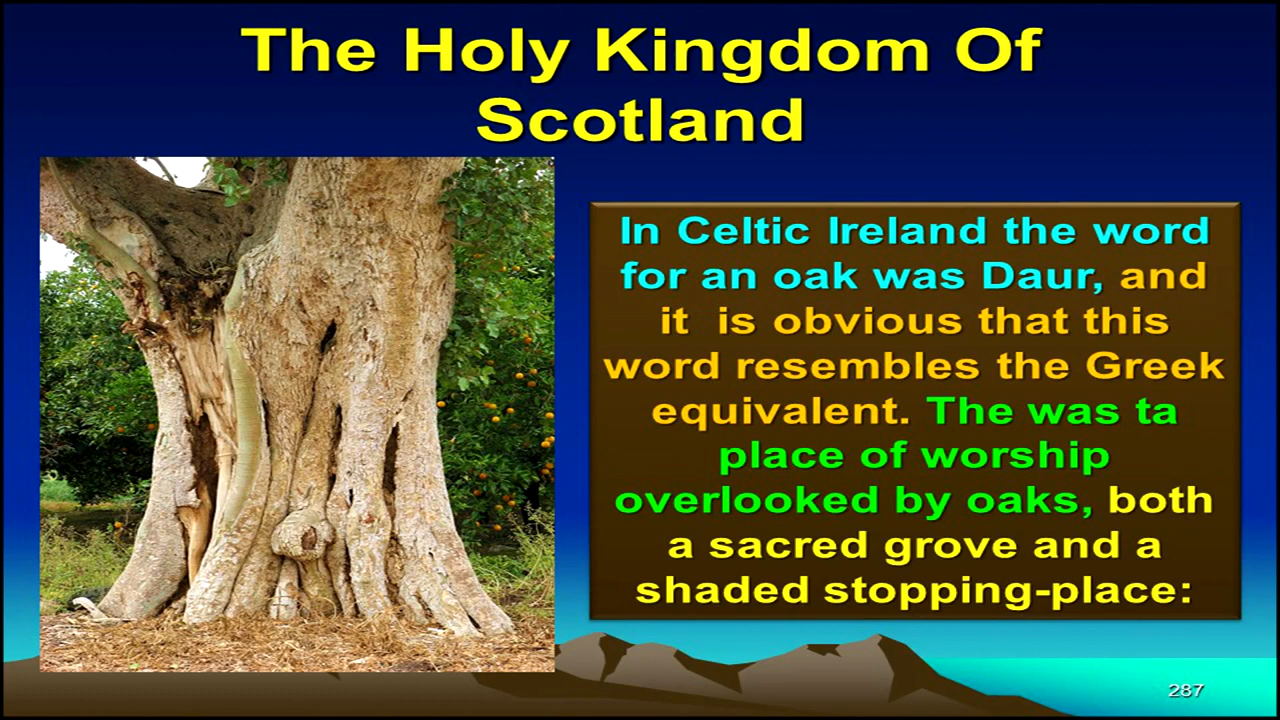 The Holy Kingdom Of
Scotland
In Celtic Ireland the word
for an oak was Daur, and
it  is obvious that this
word resembles the Greek
equivalent. The was ta
place of worship
overlooked by oaks, both
a sacred grove and a
shaded stopping-place:
287